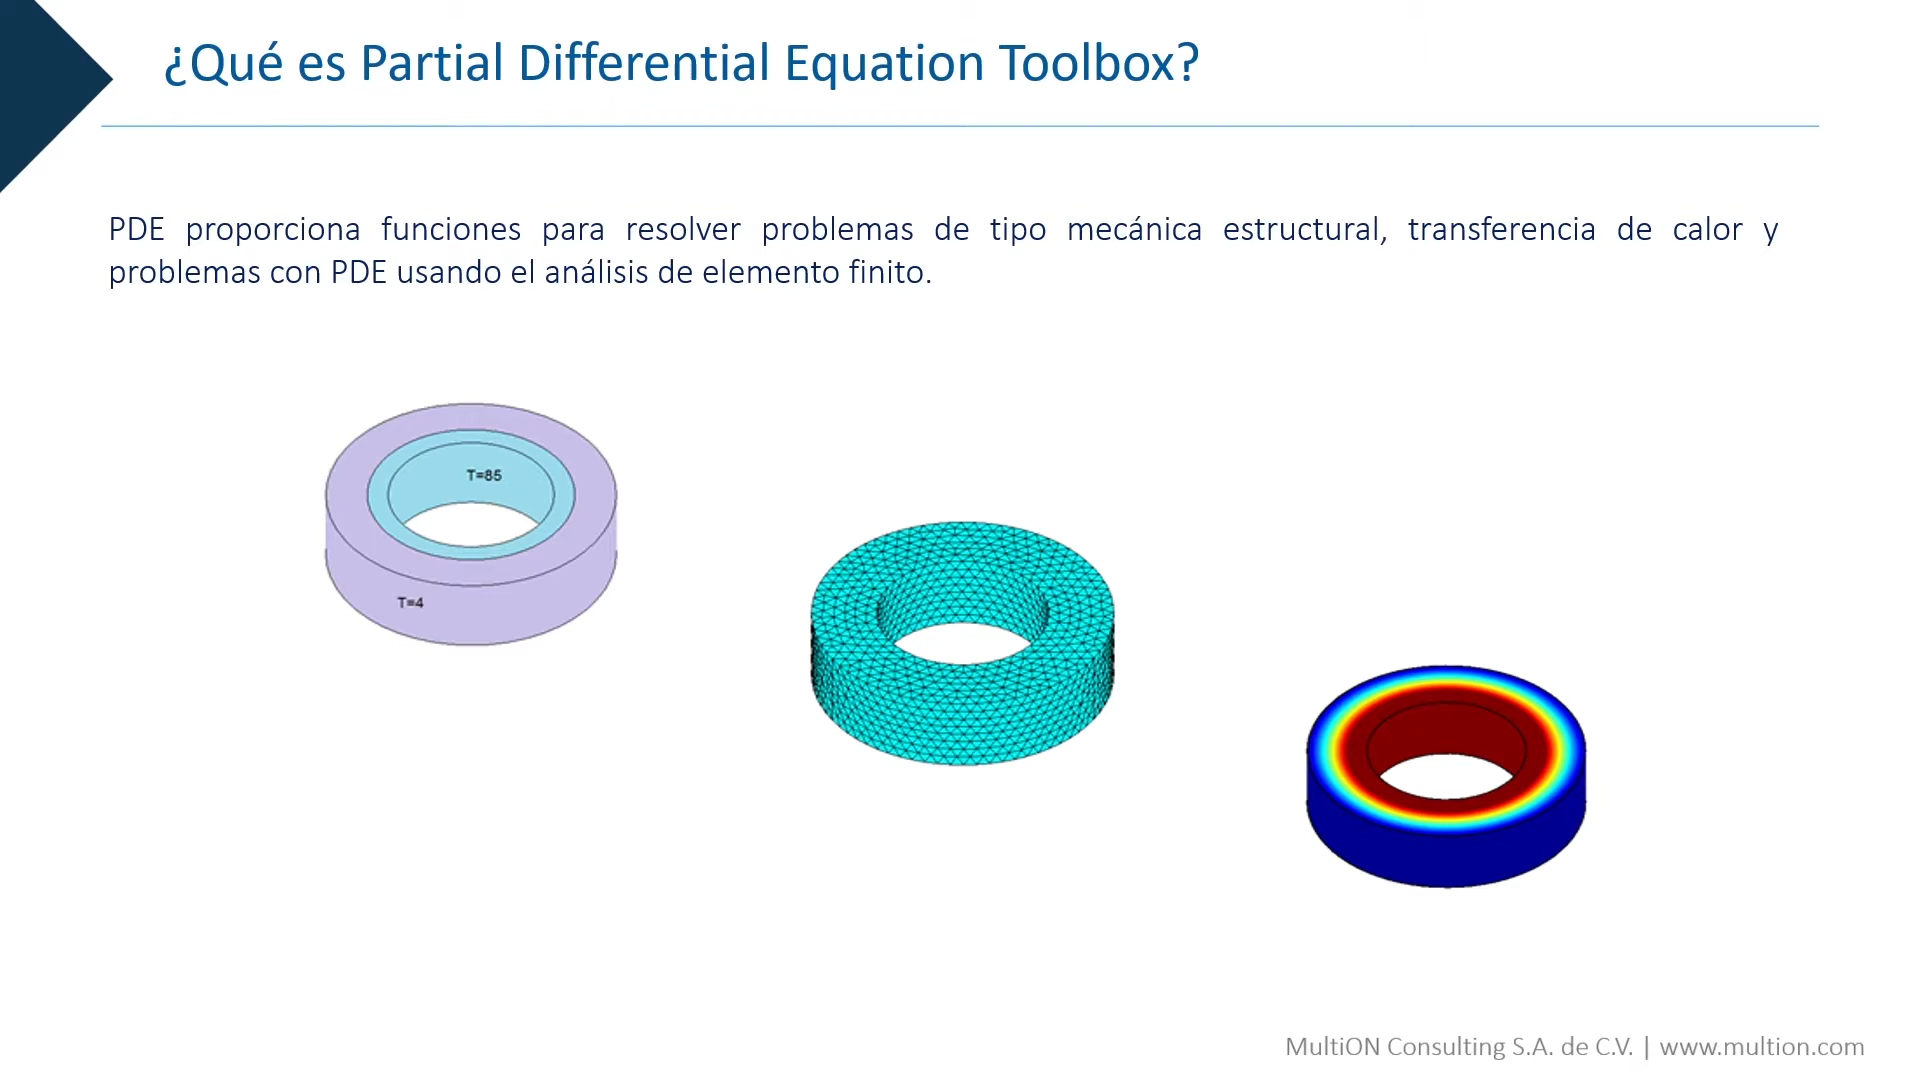 ¿Qué es Partial Differential Equation Toolbox?
PDE proporciona funciones para resolver problemas de tipo mecánica estructural, transferencia de calor y
problemas con PDE usando el análisis de elemento finito.
T=85
T=4
MultiON Consulting S.A. de C.V. | www.multion.com